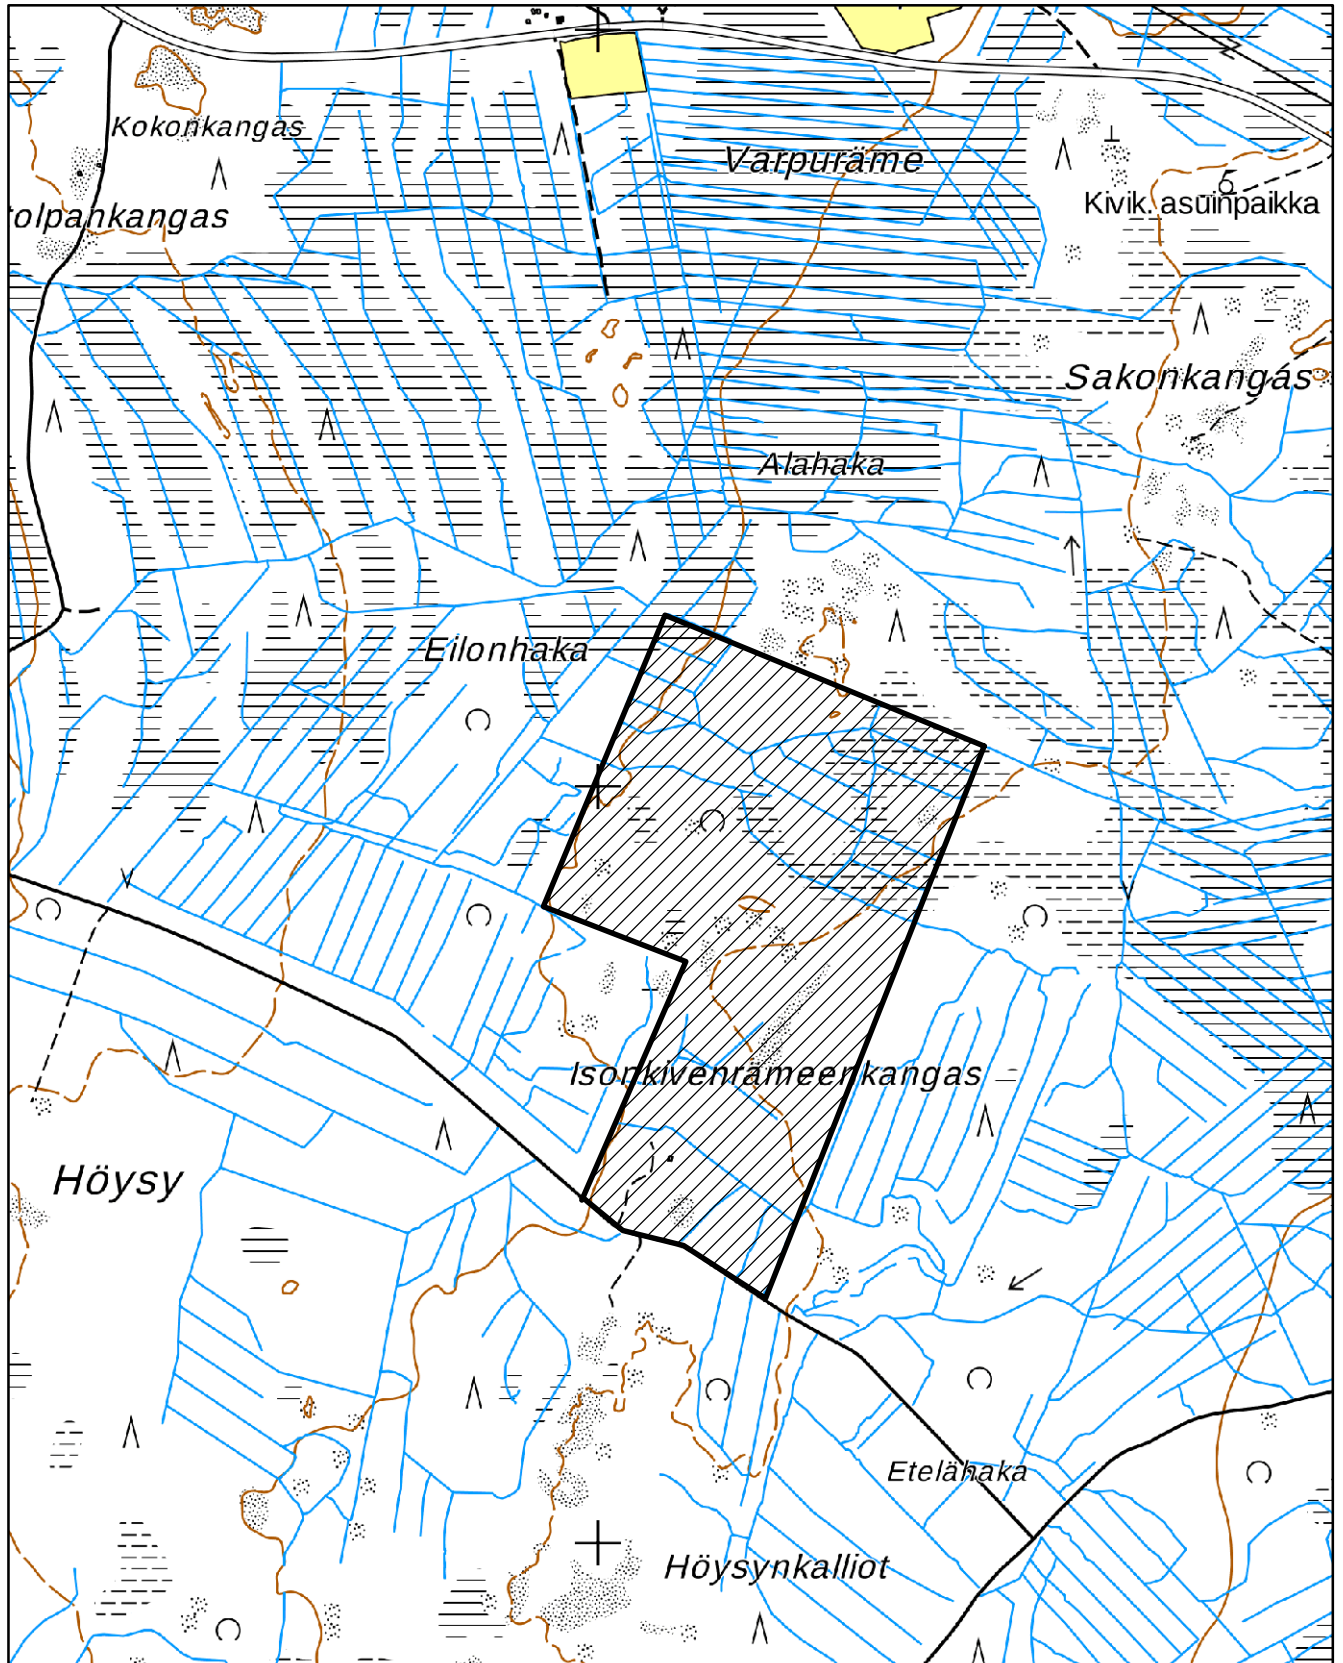 Kokonkangas
Varpuräme
Kivik. asuinpaikka
olpankangas
Sakonkangas
Alahaka
Eilonhaka
Isonkivenrämeenkangas
Höysy
Etelähaka
Höysynkalliot